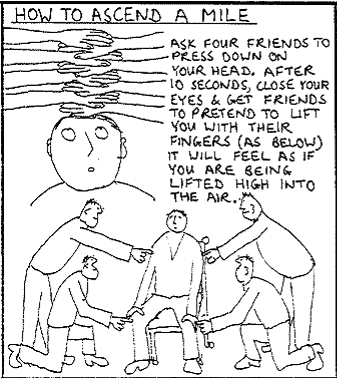 HOW TO ASCEND A MILE
ASK FOUR FRIENDS TO
PRESS DOWN ON
YOUR HEAD. AFTER
10 SECONDS, CLOSE YOUR
EYES & GET FRIENDS
TO PRETEND TO LIFT
YOU WITH THEIR
FINGERS (AS BELOW)
IT WILL FEEL AS IF
YOU ARE BEING
LIFTED HIGH INTO
THE AIR.